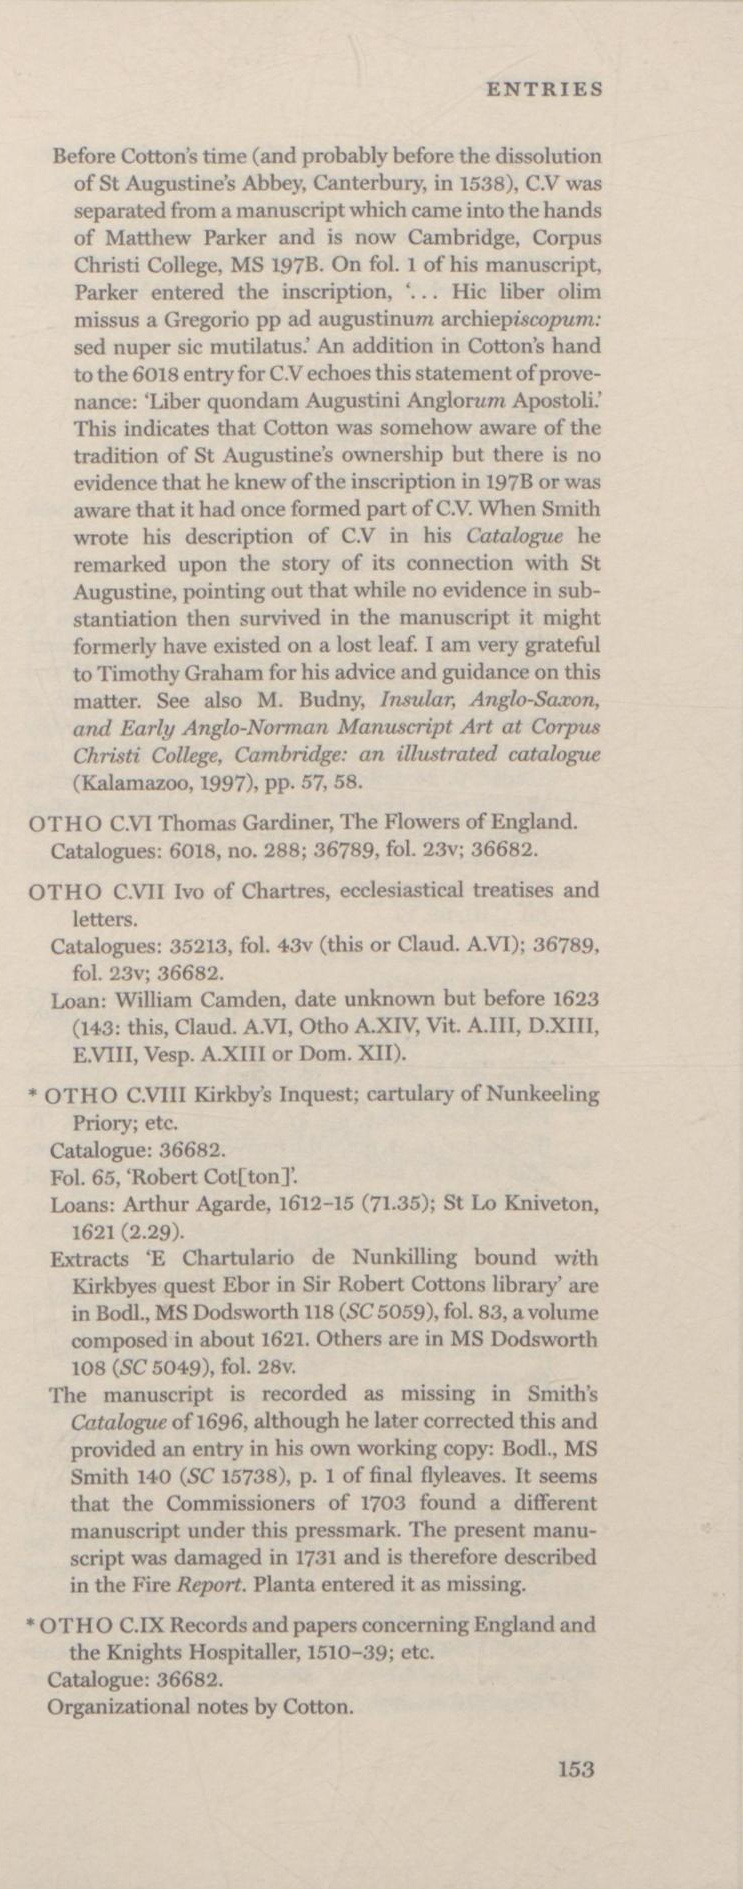 ENTRIES
Before Cotton's time (and probably before the dissolution
of St Augustine's Abbey, Canterbury, in 1538), C.V was
separated from a manuscript which came into the hands
of Matthew Parker and is now Cambridge, Corpus
Christi College, MS 197B. On fol. 1 of his manuscript,
Parker entered the inscription, '... Hic liber olim
missus a Gregorio pp ad augustinum archiepiscopum:
sed nuper sic mutilatus.' An addition in Cotton's hand
to the 6018 entry for C.V echoes this statement of prove-
nance: 'Liber quondam Augustini Anglorum Apostoli.'
This indicates that Cotton was somehow aware of the
tradition of St Augustine's ownership but there is no
evidence that he knew of the inscription in 197B or was
aware that it had once formed part of C.V. When Smith
wrote his description of C.V in his Catalogue he
remarked upon the story of its connection with St
Augustine, pointing out that while no evidence in sub-
stantiation then survived in the manuscript it might
formerly have existed on a lost leaf. I am very grateful
to Timothy Graham for his advice and guidance on this
matter. See also M. Budny, Insular, Anglo-Saxon,
and Early Anglo-Norman Manuscript Art at Corpus
Christi College, Cambridge: an illustrated catalogue
(Kalamazoo, 1997), pp. 57, 58.
OTHO C.VI Thomas Gardiner, The Flowers of England.
Catalogues: 6018, no. 288; 36789, fol. 23v; 36682.
OTHO C.VII Ivo of Chartres, ecclesiastical treatises and
letters.
Catalogues: 35213, fol. 43v (this or Claud. A.VI); 36789,
fol. 23v; 36682.
Loan: William Camden, date unknown but before 1623
(143: this, Claud. A.VI, Otho A.XIV, Vit. A.III, D.XIII,
E.VIII, Vesp. A.XIII or Dom. XII).
* OTHO C.VIII Kirkby's Inquest; cartulary of Nunkeeling
Priory; etc.
Catalogue: 36682.
Fol. 65, 'Robert Cot[ton]'.
Loans: Arthur Agarde, 1612–15 (71.35); St Lo Kniveton,
1621 (2.29).
Extracts 'E Chartulario de Nunkilling bound with
Kirkbyes quest Ebor in Sir Robert Cottons library' are
in Bodl., MS Dodsworth 118 (SC 5059), fol. 83, a volume
composed in about 1621. Others are in MS Dodsworth
108 (SC 5049), fol. 28v.
The manuscript is recorded as missing in Smith's
Catalogue of 1696, although he later corrected this and
provided an entry in his own working copy: Bodl., MS
Smith 140 (SC 15738), p. 1 of final flyleaves. It seems
that the Commissioners of 1703 found a different
manuscript under this pressmark. The present manu-
script was damaged in 1731 and is therefore described
in the Fire Report. Planta entered it as missing.
* OTHO C.IX Records and papers concerning England and
the Knights Hospitaller, 1510–39; etc.
Catalogue: 36682.
Organizational notes by Cotton.
153